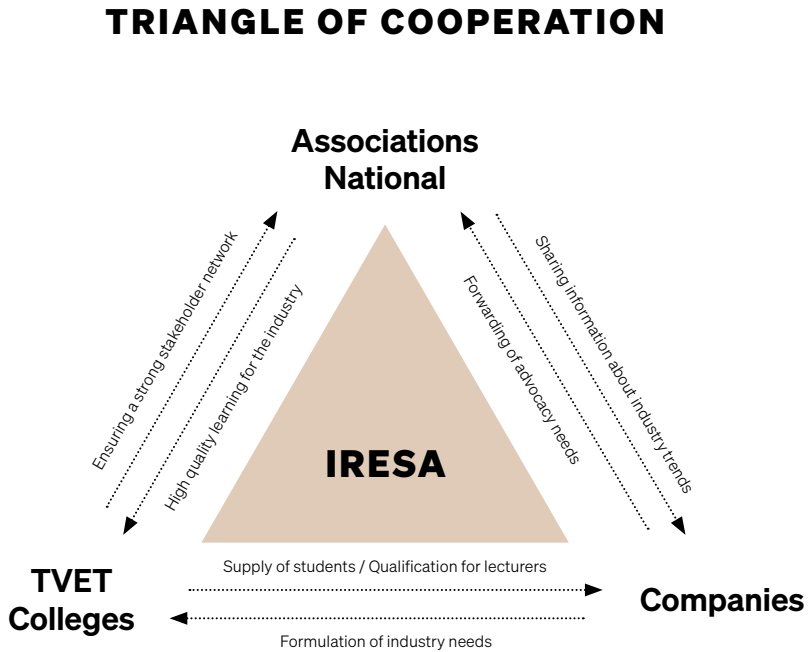 TRIANGLE OF COOPERATION
Associations
National
Ensuring a strong stakeholder network
High quality learning for the industry
Forwarding of advocacy needs
Sharing information about industry trends
IRESA
TVET
Colleges
Supply of students / Qualification for lecturers
Companies
Formulation of industry needs